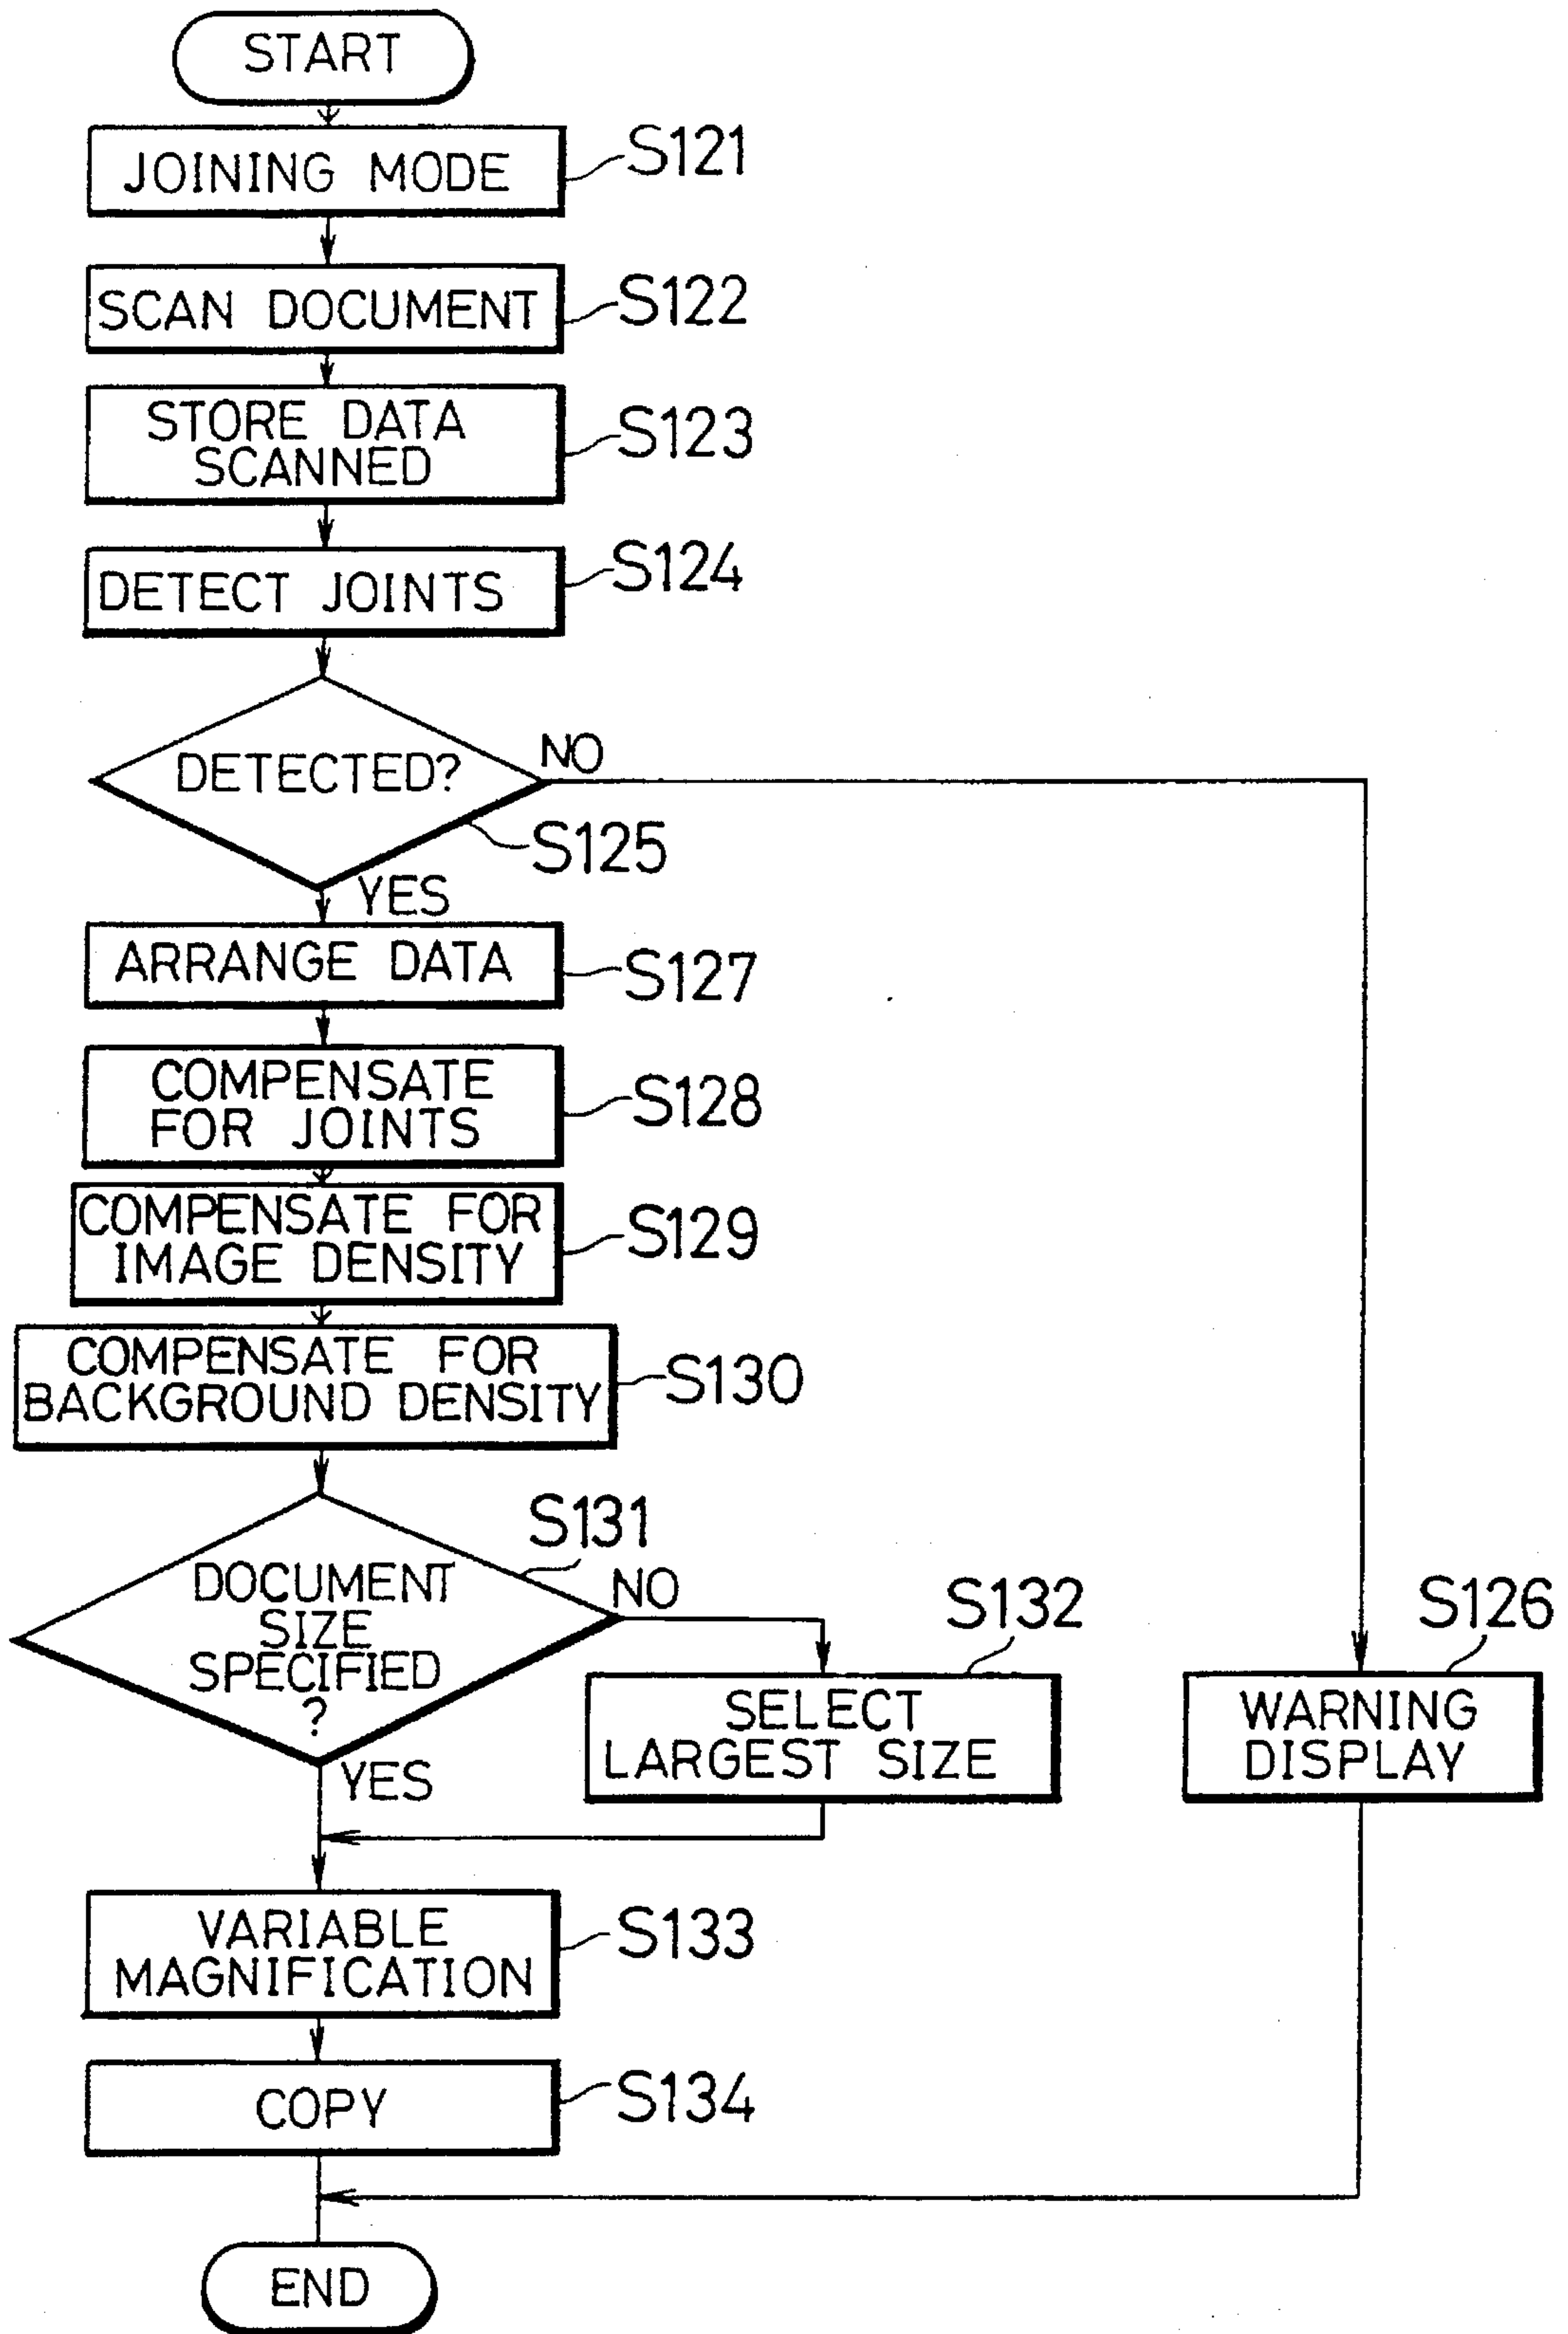 START
JOINING MODE
S121
SCAN DOCUMENT
S122
STORE DATA
SCANNED
S123
DETECT JOINTS
S124
DETECTED?
NO
S125
YES
ARRANGE DATA
S127
COMPENSATE
FOR JOINTS
S128
COMPENSATE FOR
IMAGE DENSITY
S129
COMPENSATE FOR
BACKGROUND DENSITY
S130
S131
DOCUMENT
SIZE
SPECIFIED
?
NO
YES
S132
SELECT
LARGEST SIZE
S126
WARNING
DISPLAY
VARIABLE
MAGNIFICATION
S133
COPY
S134
END